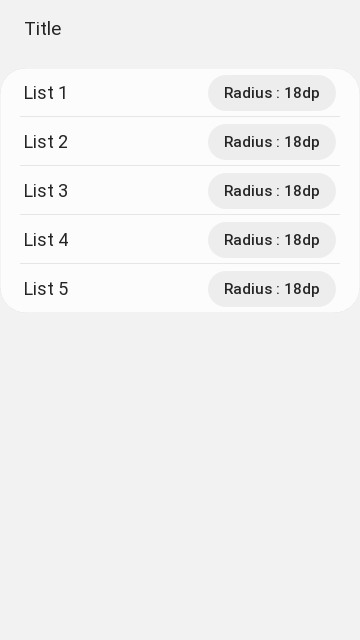 Title
List 1 Radius : 18dp
List 2 Radius : 18dp
List 3 Radius : 18dp
List 4 Radius : 18dp
List 5 Radius : 18dp